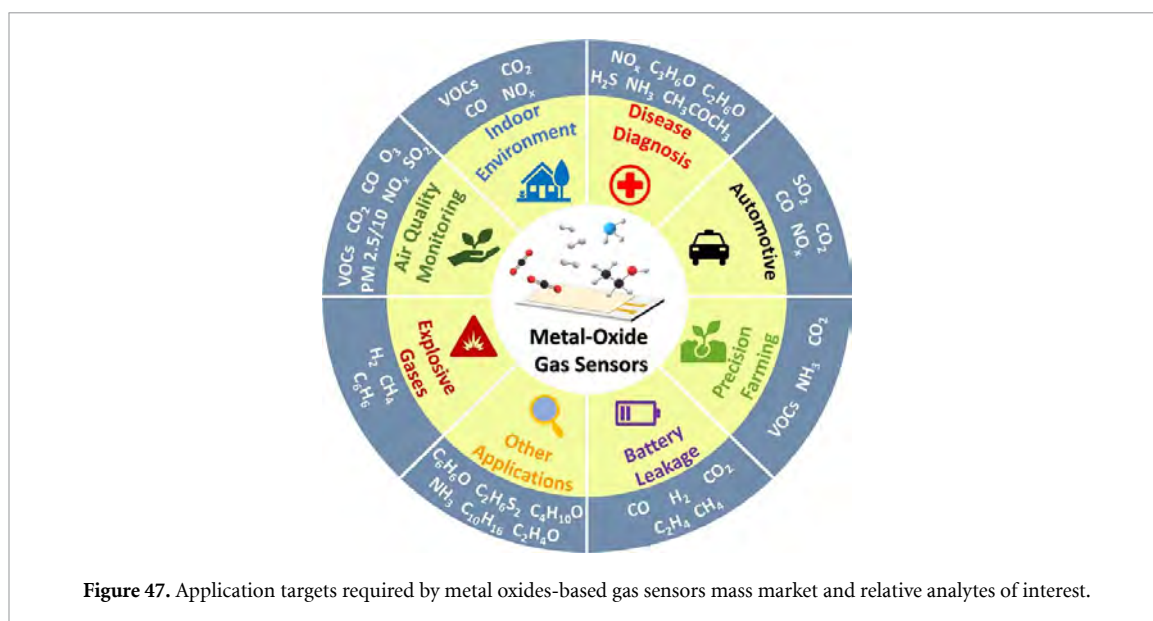 VOCs CO₂
CO NOₓ
Indoor
Environment
NOₓ C₃H₆O C₂H₆O
H₂S NH₃ CH₃COCH₃
Disease
Diagnosis
SO₂ CO₂
CO NOₓ
Automotive
VOCs NH₃ CO₂
Precision
Farming
CO H₂ CO₂
C₂H₄ CH₄
Battery
Leakage
C₆H₆O C₂H₆S₂ C₄H₁₀O
NH₃ C₁₀H₁₆ C₂H₄O
Other
Applications
H₂ CH₄
C₆H₆
Explosive
Gases
VOCs CO₂ CO O₃
PM 2.5/10 NOₓ SO₂
Air Quality
Monitoring
Metal-Oxide
Gas Sensors
Figure 47. Application targets required by metal oxides-based gas sensors mass market and relative analytes of interest.